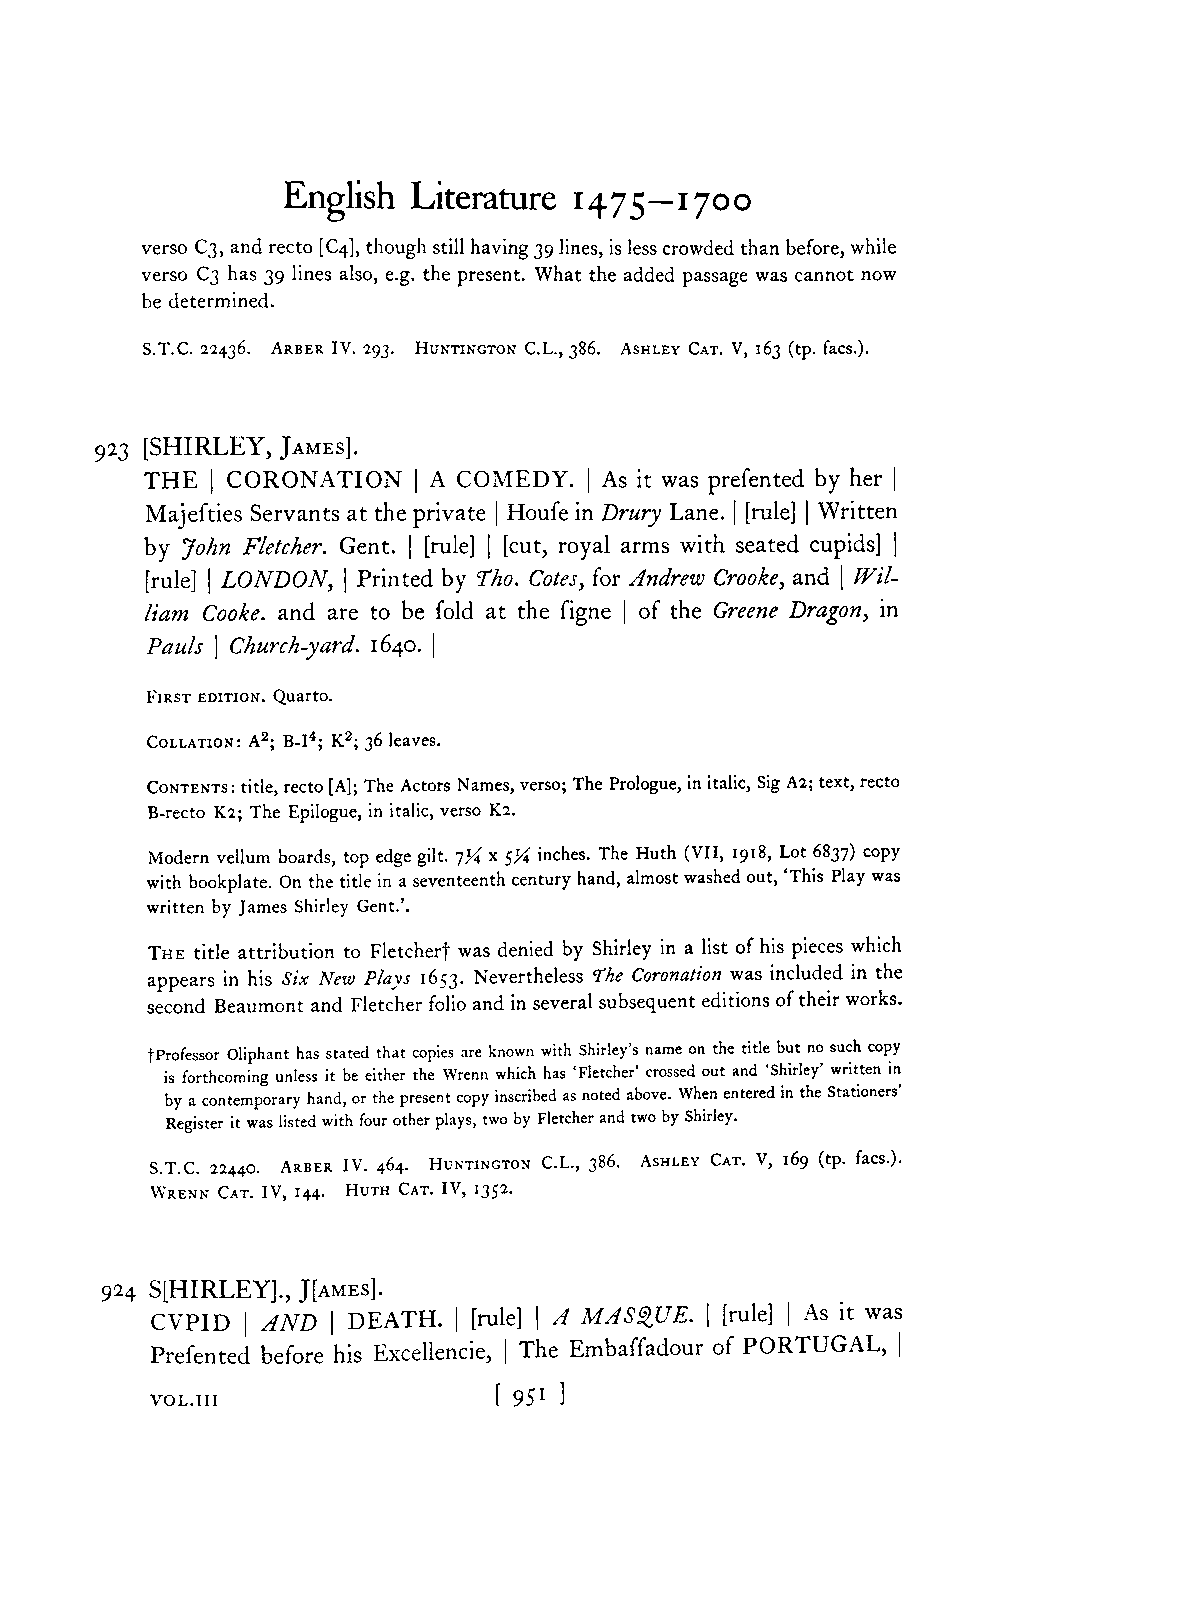 English Literature 1475—1700
verso C3, and recto [C4], though still having 39 lines, is less crowded than before, while
verso C3 has 39 lines also, e.g. the present. What the added passage was cannot now
be determined.
S.T.C. 22436. ARBER IV. 293. HUNTINGTON C.L., 386. ASHLEY CAT. V, 163 (tp. facs.).
923 [SHIRLEY, JAMES].
THE | CORONATION | A COMEDY. | As it was preſented by her |
Majeſties Servants at the private | Houſe in Drury Lane. | [rule] | Written
by John Fletcher. Gent. | [rule] | [cut, royal arms with seated cupids] |
[rule] | LONDON, | Printed by Tho. Cotes, for Andrew Crooke, and | Wil-
liam Cooke. and are to be ſold at the ſigne | of the Greene Dragon, in
Pauls | Church-yard. 1640. |
FIRST EDITION. Quarto.
COLLATION: A²; B-I⁴; K²; 36 leaves.
CONTENTS: title, recto [A]; The Actors Names, verso; The Prologue, in italic, Sig A2; text, recto
B-recto K2; The Epilogue, in italic, verso K2.
Modern vellum boards, top edge gilt. 7¼ x 5¼ inches. The Huth (VII, 1918, Lot 6837) copy
with bookplate. On the title in a seventeenth century hand, almost washed out, 'This Play was
written by James Shirley Gent.'.
THE title attribution to Fletcher† was denied by Shirley in a list of his pieces which
appears in his Six New Plays 1653. Nevertheless The Coronation was included in the
second Beaumont and Fletcher folio and in several subsequent editions of their works.
†Professor Oliphant has stated that copies are known with Shirley's name on the title but no such copy
is forthcoming unless it be either the Wrenn which has 'Fletcher' crossed out and 'Shirley' written in
by a contemporary hand, or the present copy inscribed as noted above. When entered in the Stationers'
Register it was listed with four other plays, two by Fletcher and two by Shirley.
S.T.C. 22440. ARBER IV. 464. HUNTINGTON C.L., 386. ASHLEY CAT. V, 169 (tp. facs.).
WRENN CAT. IV, 144. HUTH CAT. IV, 1352.
924 S[HIRLEY]., J[AMES].
CVPID | AND | DEATH. | [rule] | A MASQUE. | [rule] | As it was
Preſented before his Excellencie, | The Embaſſadour of PORTUGAL, |
VOL.III [ 951 ]